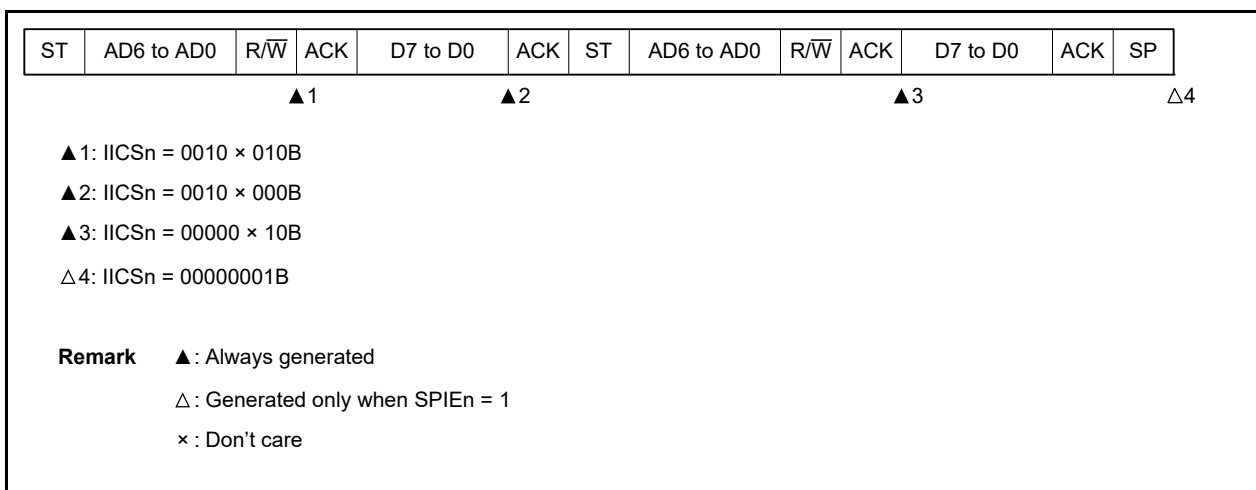 ST AD6 to AD0 R/W̅ ACK D7 to D0 ACK ST AD6 to AD0 R/W̅ ACK D7 to D0 ACK SP
▲1 ▲2 ▲3 △4
▲1: IICSn = 0010 × 010B
▲2: IICSn = 0010 × 000B
▲3: IICSn = 00000 × 10B
△4: IICSn = 00000001B
Remark ▲: Always generated
△: Generated only when SPIEn = 1
×: Don't care